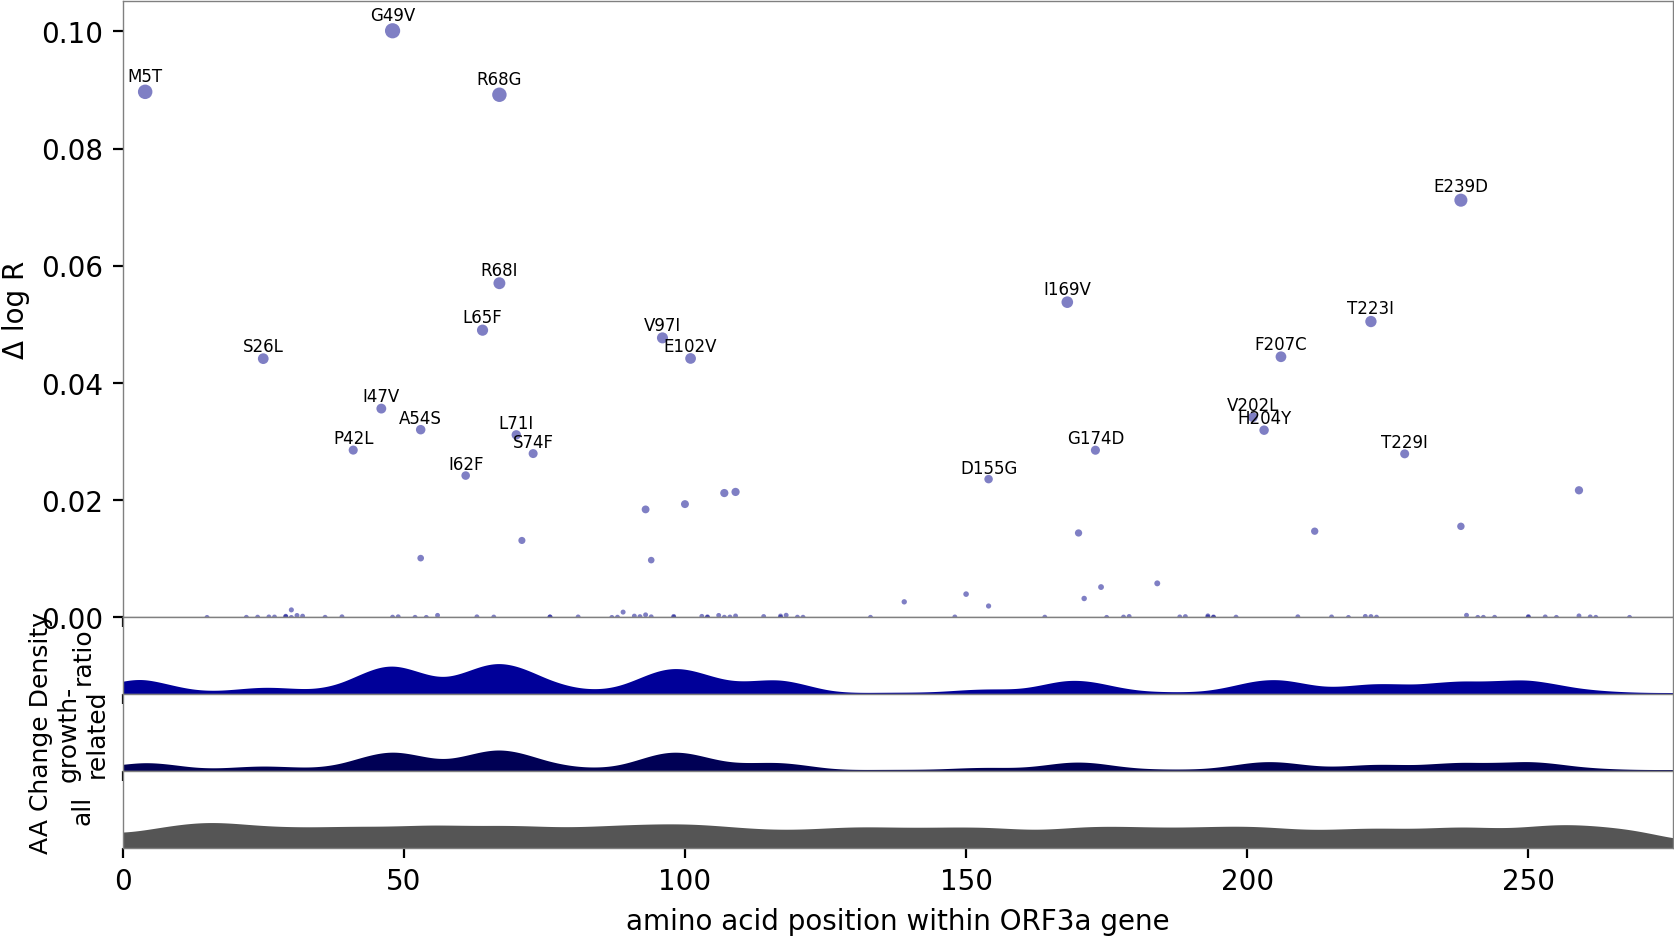 G49V
0.10
M5T
R68G
0.08
E239D
0.06
R68I
I169V
T223I
L65F
V97I
S26L
E102V
F207C
Δ log R
0.04
I47V
A54S
V202L
H204Y
L71I
P42L
S74F
G174D
T229I
I62F
D155G
0.02
0.00
AA Change Density
ratio
growth-
related
all
0 50 100 150 200 250
amino acid position within ORF3a gene